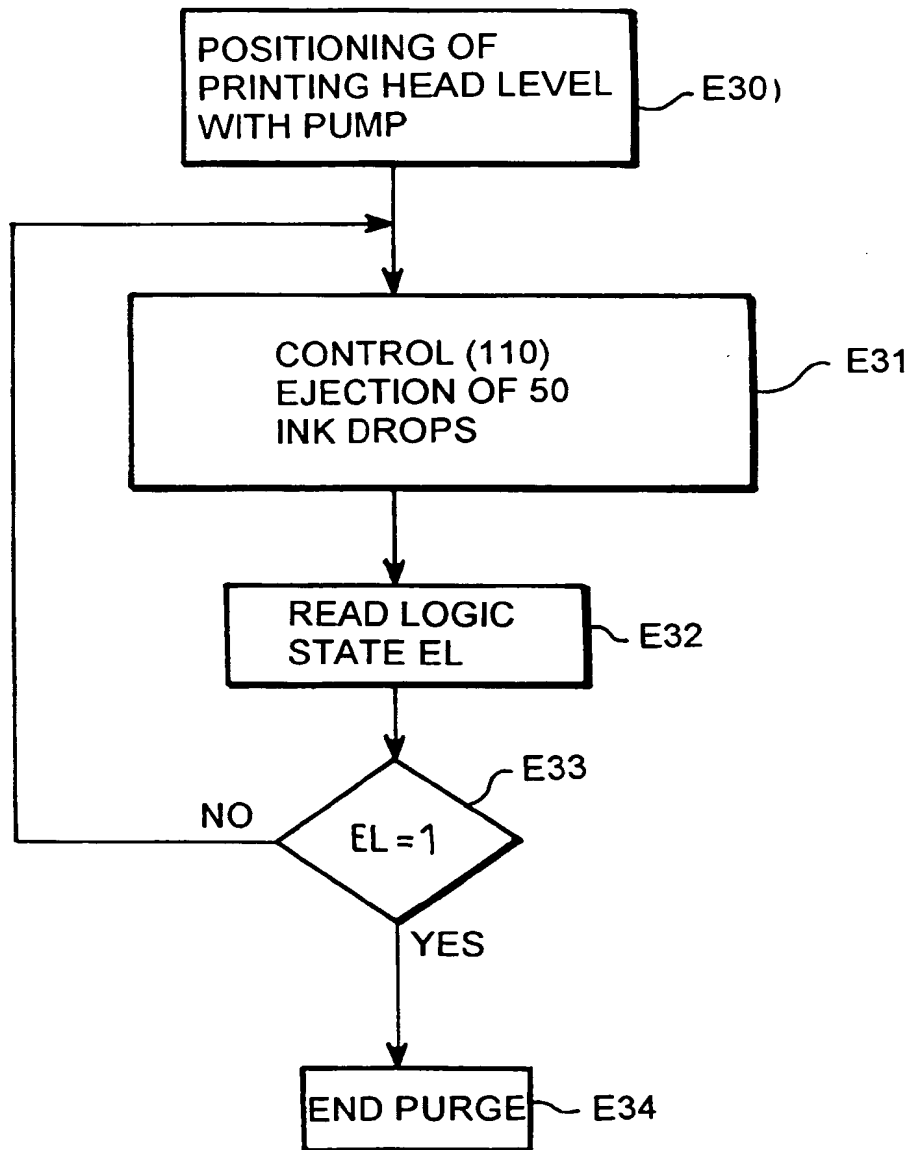 POSITIONING OF
PRINTING HEAD LEVEL
WITH PUMP
E30)
CONTROL (110)
EJECTION OF 50
INK DROPS
E31
READ LOGIC
STATE EL
E32
E33
EL=1
NO
YES
END PURGE
E34